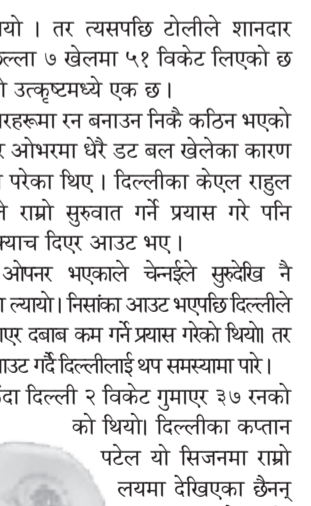 यो । तर त्यसपछि टोलीले शानदार
ल्ला ७ खेलमा ५१ विकेट लिएको छ
ो उत्कृष्टमध्ये एक छ ।
रहरूमा रन बनाउन निकै कठिन भएको
र ओभरमा धेरै डट बल खेलेका कारण
परेका थिए । दिल्लीका केएल राहुल
ले राम्रो सुरुवात गर्ने प्रयास गरे पनि
क्याच दिएर आउट भए ।
ओपनर भएकाले चेन्नईले सुरुदेखि नै
ल्यायो। निसांका आउट भएपछि दिल्लीले
ाएर दबाब कम गर्ने प्रयास गरेको थियो। तर
आउट गर्दै दिल्लीलाई थप समस्यामा पारे ।
ँदा दिल्ली २ विकेट गुमाएर ३७ रनको
को थियो। दिल्लीका कप्तान
पटेल यो सिजनमा राम्रो
लयमा देखिएका छैनन्